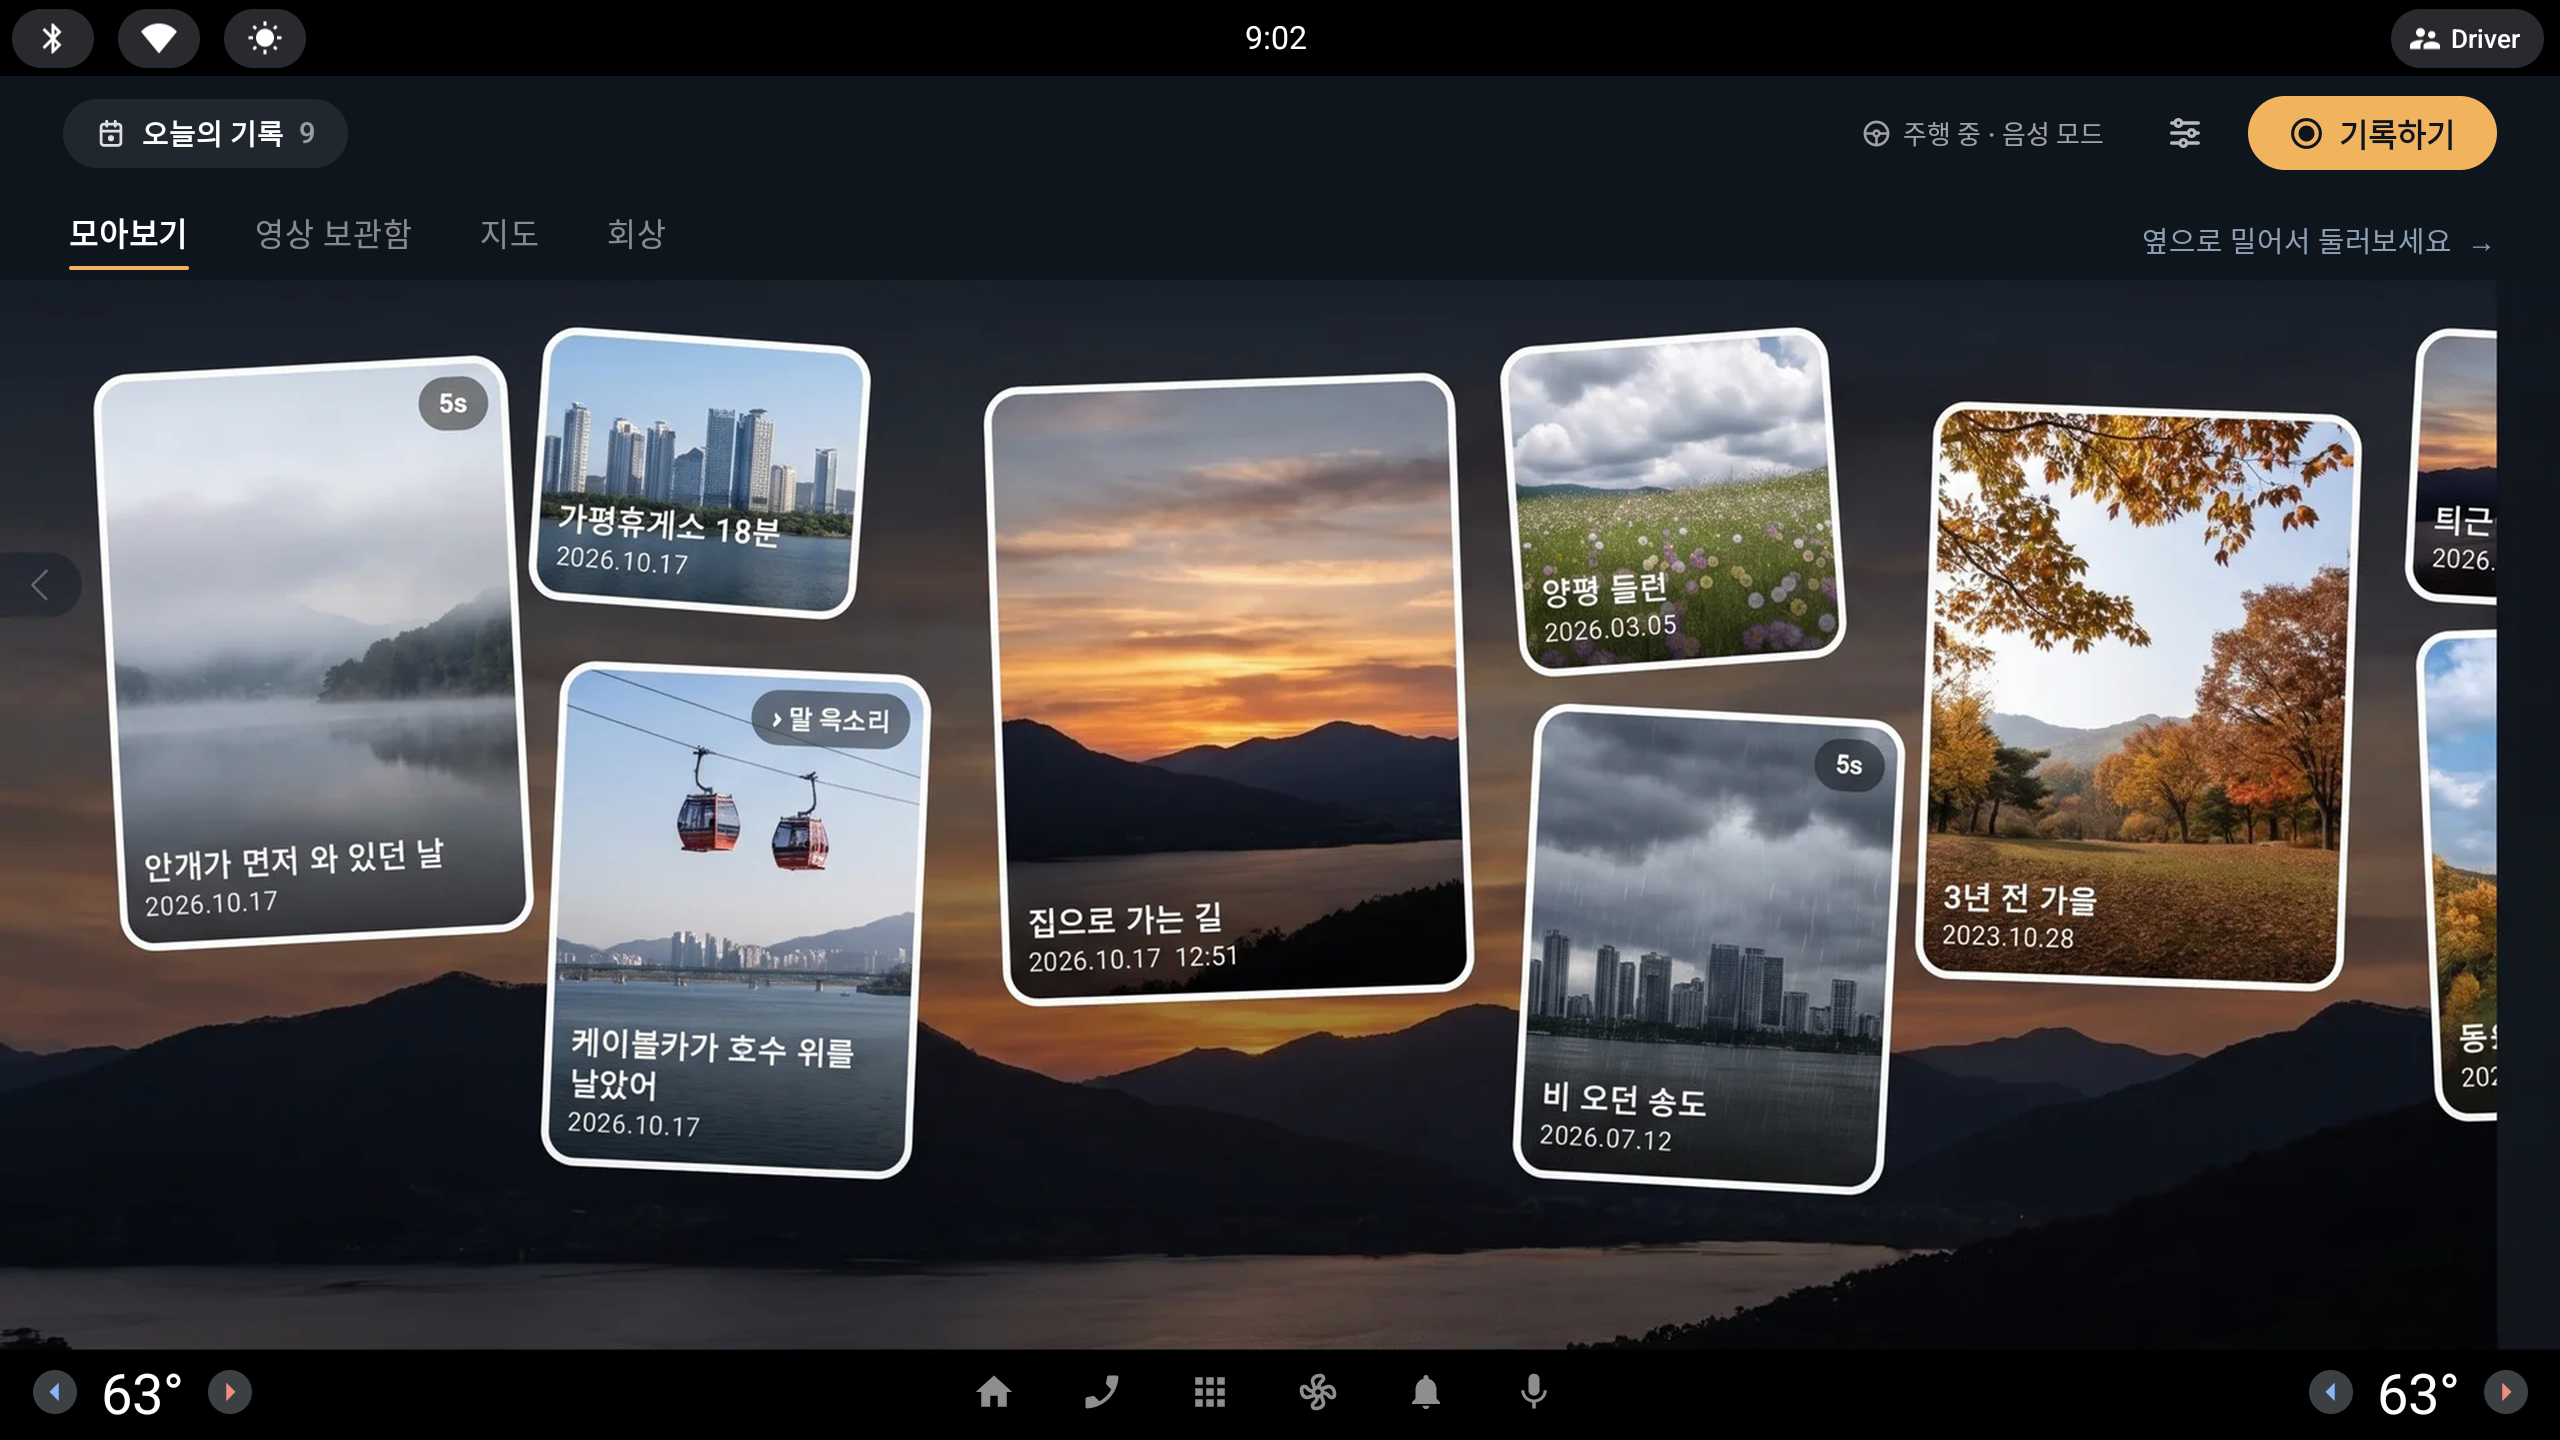 9:02
Driver
오늘의 기록 9
주행 중 · 음성 모드
기록하기
모아보기
영상 보관함
지도
회상
옆으로 밀어서 둘러보세요 →
5s
안개가 먼저 와 있던 날
2026.10.17
가평휴게소 18분
2026.10.17
› 말 윽소리
케이블카가 호수 위를
날았어
2026.10.17
집으로 가는 길
2026.10.17 12:51
양평 들런
2026.03.05
5s
비 오던 송도
2026.07.12
3년 전 가을
2023.10.28
퇴근
2026.
202
63°
63°